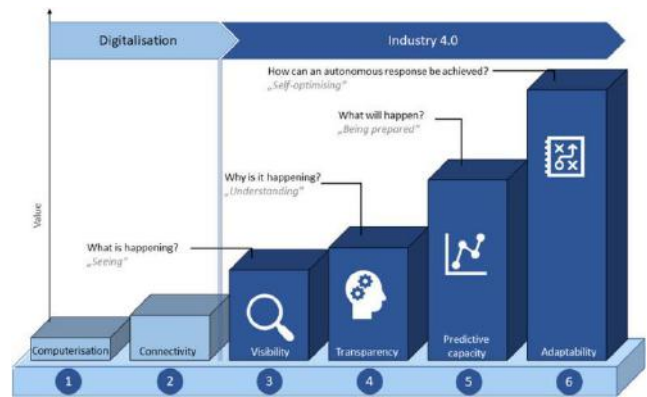 Digitalisation
Industry 4.0
How can an autonomous response be achieved?
„Self-optimising"
What will happen?
„Being prepared"
Why is it happening?
„Understanding"
What is happening?
„Seeing"
Value
Computerisation
Connectivity
Visibility
Transparency
Predictive
capacity
Adaptability
1
2
3
4
5
6